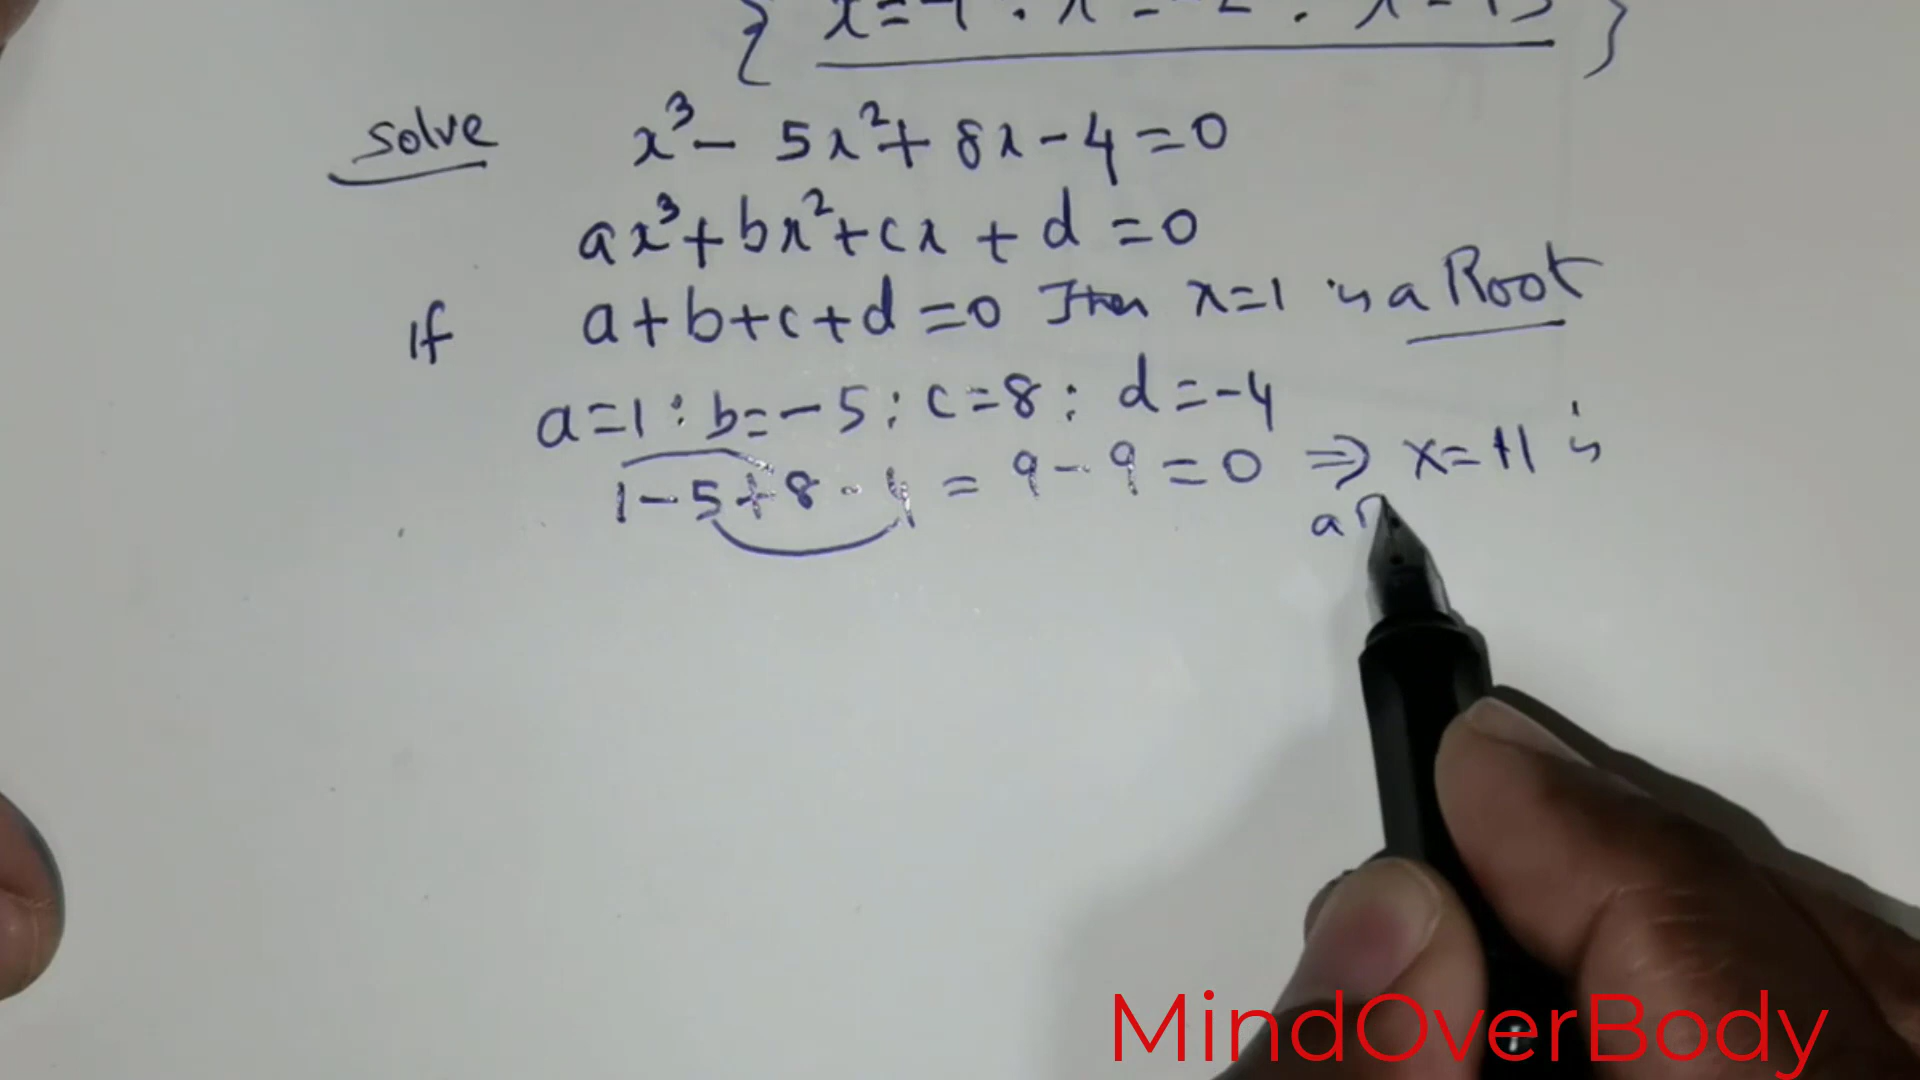 solve x³ - 5x² + 8x - 4 = 0
ax³ + bx² + cx + d = 0
If a + b + c + d = 0 Then x = 1 is a Root
a = 1 : b = - 5 : c = 8 : d = -4
1 - 5 + 8 - 4 = 9 - 9 = 0 ⇒ x = +1 is
a
MindOverBody